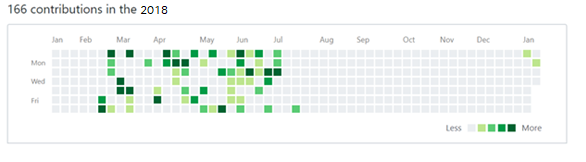 166 contributions in the 2018
Jan Feb Mar Apr May Jun Jul Aug Sep Oct Nov Dec Jan
Mon
Wed
Fri
Less More